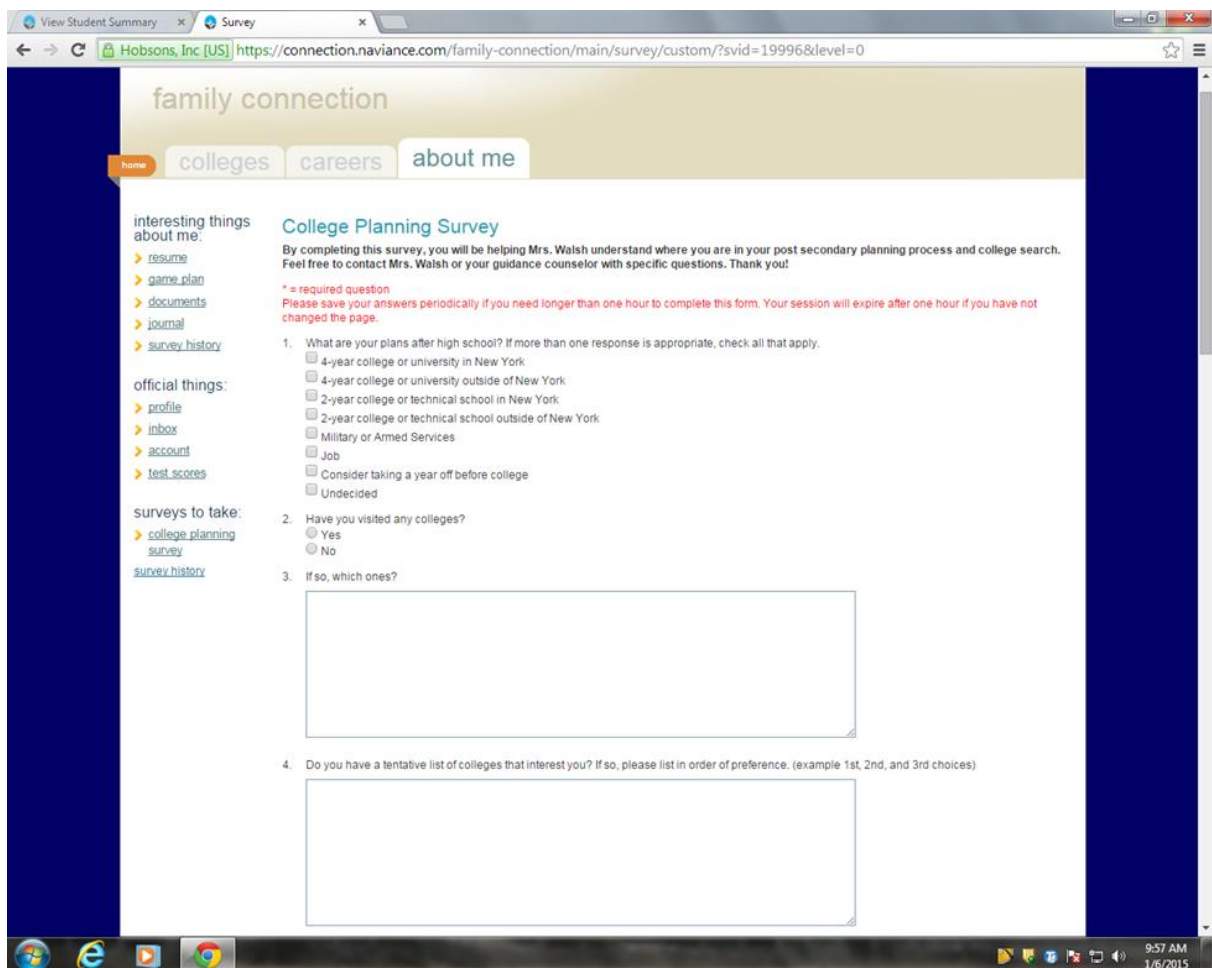 View Student Summary
Survey
Hobsons, Inc [US] https://connection.naviance.com/family-connection/main/survey/custom/?svid=19996&level=0
family connection
home
colleges
careers
about me
interesting things
about me:
resume
game plan
documents
journal
survey history
official things:
profile
inbox
account
test scores
surveys to take:
college planning
survey
survey history
College Planning Survey
By completing this survey, you will be helping Mrs. Walsh understand where you are in your post secondary planning process and college search.
Feel free to contact Mrs. Walsh or your guidance counselor with specific questions. Thank you!
* = required question
Please save your answers periodically if you need longer than one hour to complete this form. Your session will expire after one hour if you have not
changed the page.
1. What are your plans after high school? If more than one response is appropriate, check all that apply.
4-year college or university in New York
4-year college or university outside of New York
2-year college or technical school in New York
2-year college or technical school outside of New York
Military or Armed Services
Job
Consider taking a year off before college
Undecided
2. Have you visited any colleges?
Yes
No
3. If so, which ones?
4. Do you have a tentative list of colleges that interest you? If so, please list in order of preference. (example 1st, 2nd, and 3rd choices)
9:57 AM
1/6/2015